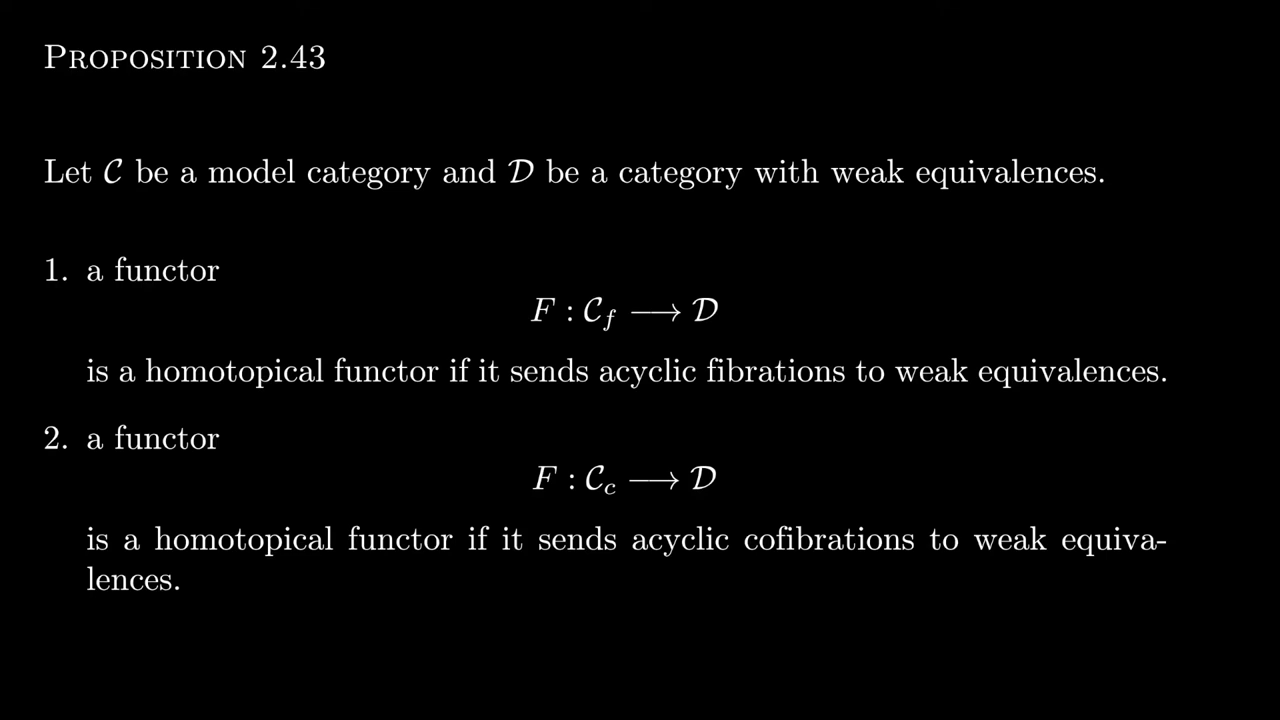 PROPOSITION 2.43
Let 𝒞 be a model category and 𝒟 be a category with weak equivalences.
1. a functor
F : 𝒞_f ⟶ 𝒟
is a homotopical functor if it sends acyclic fibrations to weak equivalences.
2. a functor
F : 𝒞_c ⟶ 𝒟
is a homotopical functor if it sends acyclic cofibrations to weak equiva-
lences.